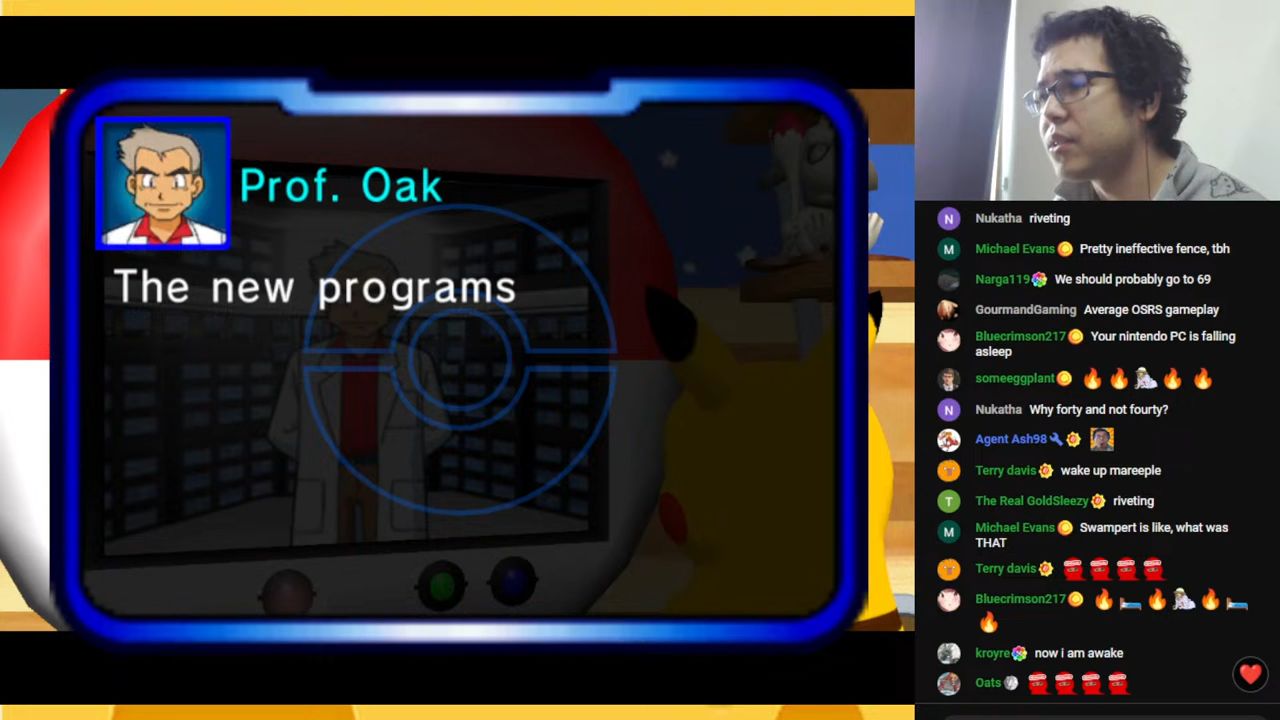 Prof. Oak
The new programs
N Nukatha riveting
M Michael Evans Pretty ineffective fence, tbh
Narga119 We should probably go to 69
GourmandGaming Average OSRS gameplay
Bluecrimson217 Your nintendo PC is falling
asleep
someeggplant
N Nukatha Why forty and not fourty?
Agent Ash98
Terry davis wake up mareeple
T The Real GoldSleezy riveting
M Michael Evans Swampert is like, what was
THAT
Terry davis
Bluecrimson217
kroyre now i am awake
Oats